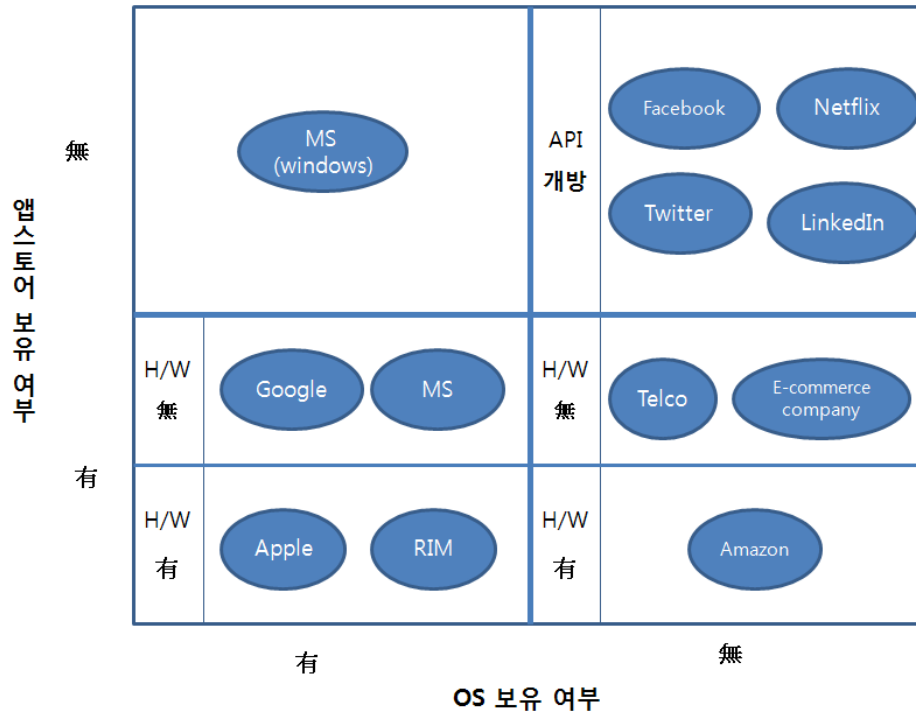 無
MS
(windows)
API
개방
Facebook
Netflix
Twitter
LinkedIn
앱스토어 보유 여부
H/W
無
Google
MS
H/W
無
Telco
E-commerce
company
有
H/W
有
Apple
RIM
H/W
有
Amazon
有
無
OS 보유 여부